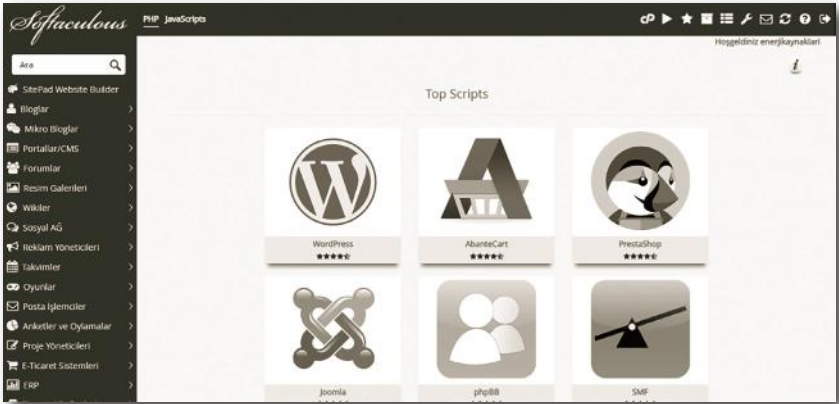 Softaculous
PHP JavaScripts
Hoşgeldiniz enerjikaynaklari
Ara
SitePad Website Builder
Bloglar
Mikro Bloglar
Portallar/CMS
Forumlar
Resim Galerileri
Wikiler
Sosyal AĞ
Reklam Yöneticileri
Takvimler
Oyunlar
Posta İşlemciler
Anketler ve Oylamalar
Proje Yöneticileri
E-Ticaret Sistemleri
ERP
Top Scripts
WordPress
AbanteCart
PrestaShop
Joomla
phpBB
SMF